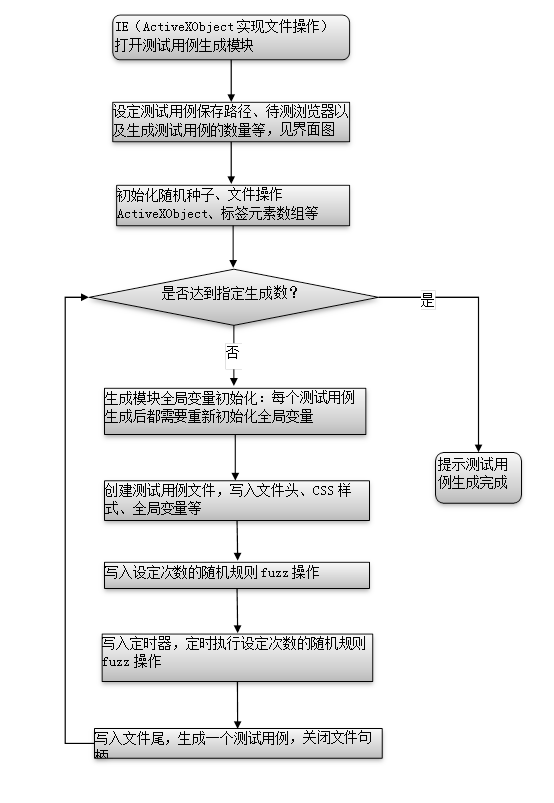 IE（ActiveXObject 实现文件操作）
打开测试用例生成模块
设定测试用例保存路径、待测浏览器以
及生成测试用例的数量等，见界面图
初始化随机种子、文件操作
ActiveXObject、标签元素数组等
是否达到指定生成数？
是
否
生成模块全局变量初始化：每个测试用例
生成后都需要重新初始化全局变量
提示测试用
例生成完成
创建测试用例文件，写入文件头、CSS 样
式、全局变量等
写入设定次数的随机规则 fuzz 操作
写入定时器，定时执行设定次数的随机规则
fuzz 操作
写入文件尾，生成一个测试用例，关闭文件句
柄